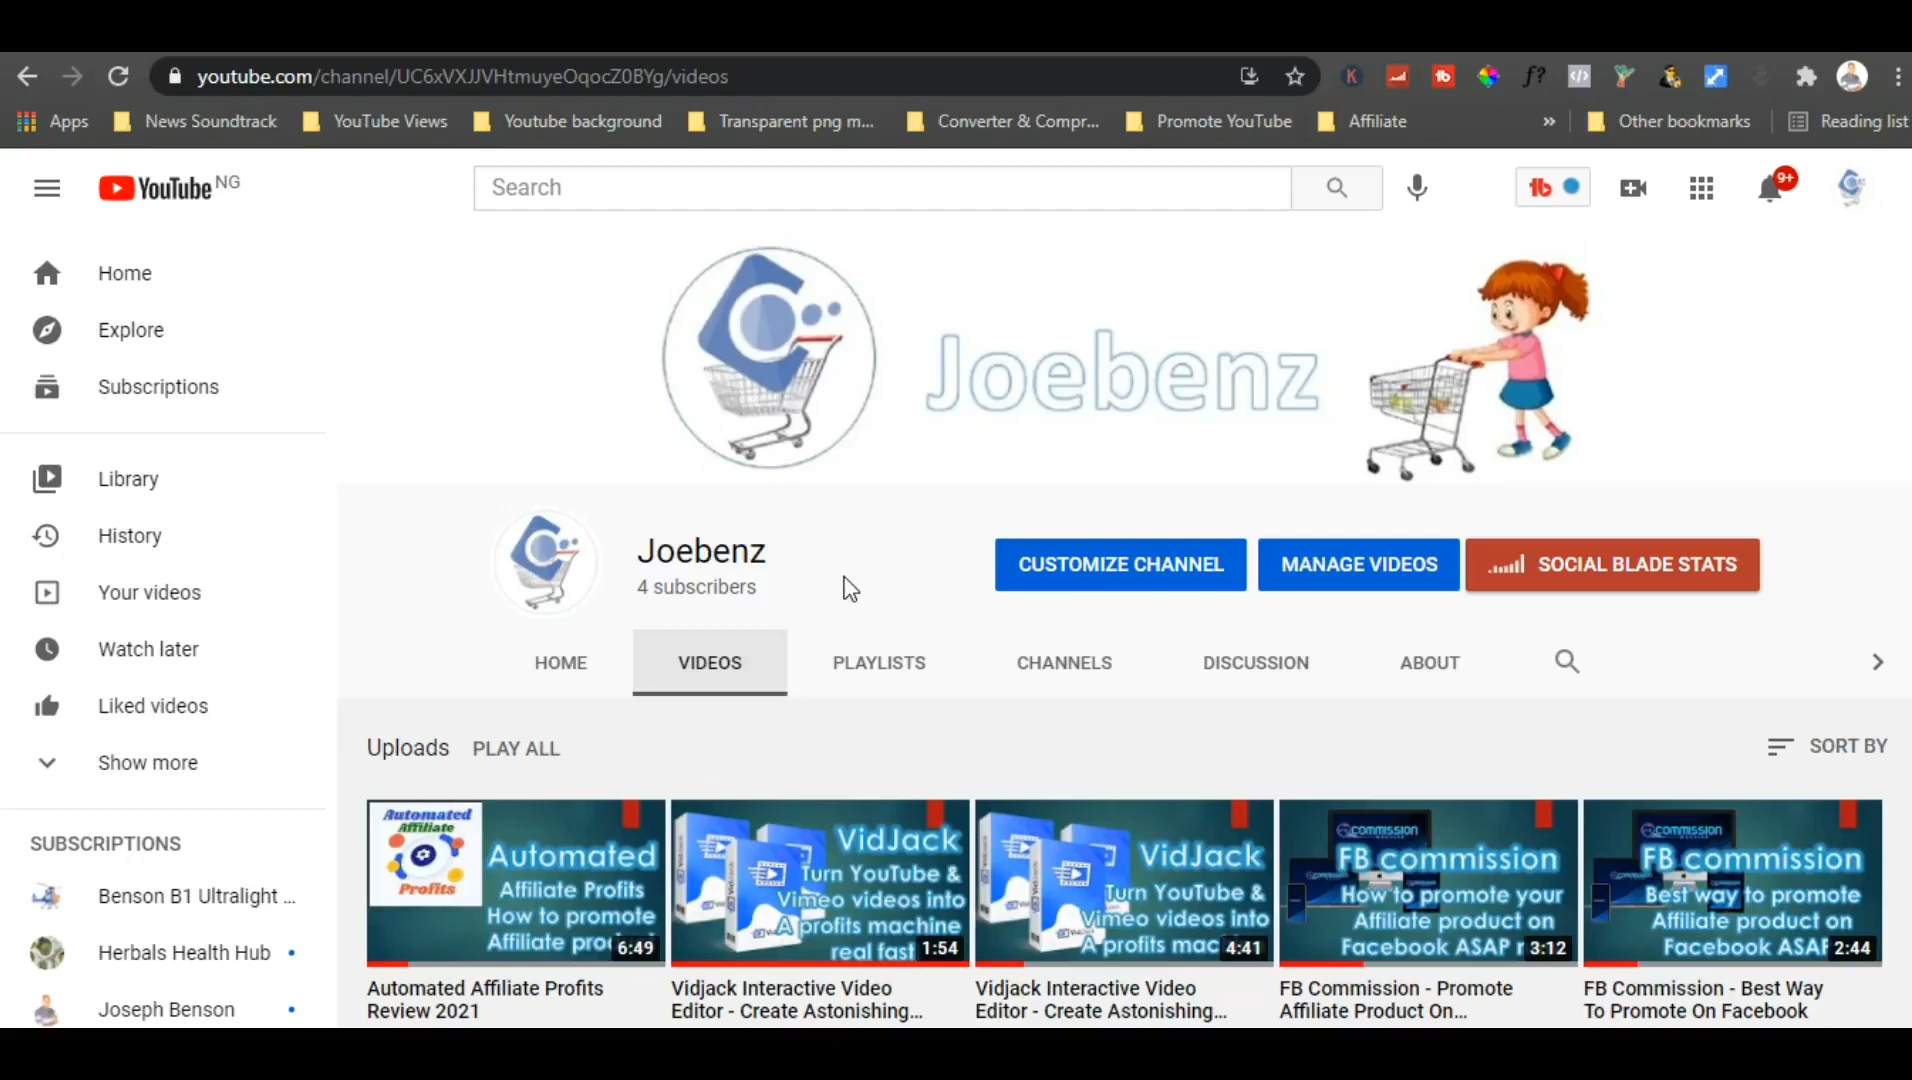 youtube.com/channel/UC6xVXJJVHtmuyeOqocZ0BYg/videos
Apps News Soundtrack YouTube Views Youtube background Transparent png m... Converter & Compr... Promote YouTube Affiliate » Other bookmarks Reading list
YouTube NG
Search
9+
Home
Explore
Subscriptions
Library
History
Your videos
Watch later
Liked videos
Show more
SUBSCRIPTIONS
Benson B1 Ultralight ...
Herbals Health Hub
Joseph Benson
Joebenz
Joebenz
4 subscribers
CUSTOMIZE CHANNEL MANAGE VIDEOS SOCIAL BLADE STATS
HOME VIDEOS PLAYLISTS CHANNELS DISCUSSION ABOUT
Uploads PLAY ALL SORT BY
Automated
Affiliate
Profits
Automated
Affiliate Profits
How to promote
Affiliate pro
6:49
Automated Affiliate Profits
Review 2021
VidJack
Turn YouTube &
Vimeo videos into
A profits machine
real fast
1:54
Vidjack Interactive Video
Editor - Create Astonishing...
VidJack
Turn YouTube &
Vimeo videos into
A profits mac
4:41
Vidjack Interactive Video
Editor - Create Astonishing...
commission
FB commission
How to promote your
Affiliate product on
Facebook ASAP
3:12
FB Commission - Promote
Affiliate Product On...
commission
FB commission
Best way to promote
Affiliate product on
Facebook ASAP
2:44
FB Commission - Best Way
To Promote On Facebook